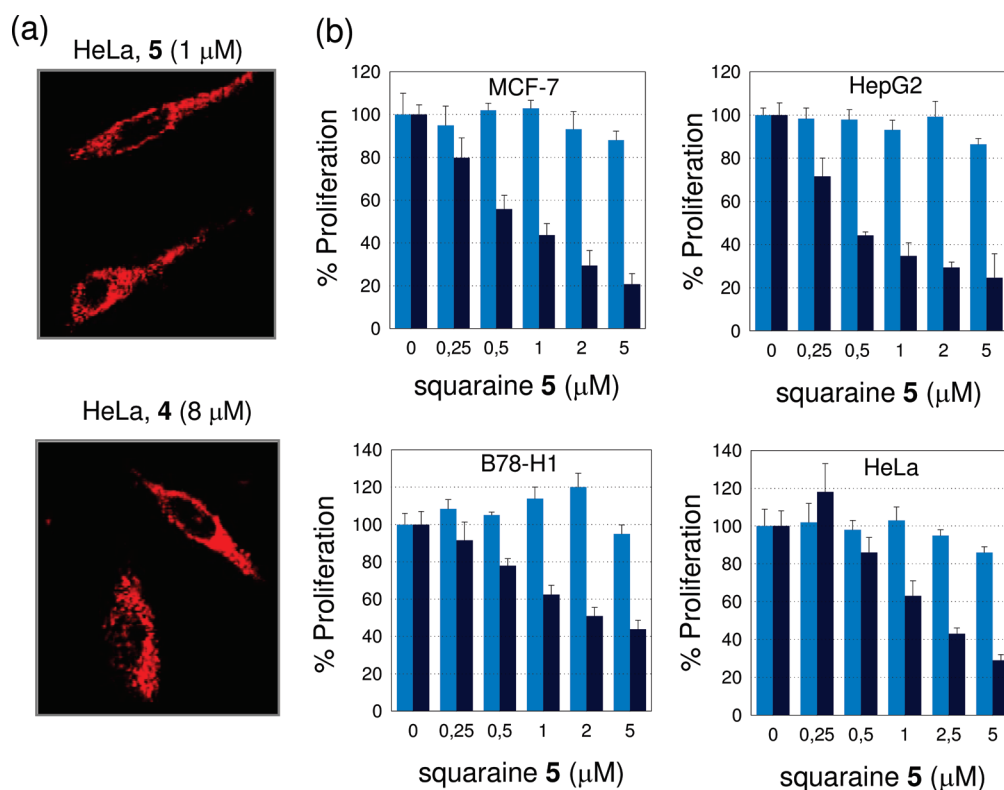 (a)
HeLa, 5 (1 μM)
HeLa, 4 (8 μM)
(b)
MCF-7
% Proliferation
120
100
80
60
40
20
0
0 0,25 0,5 1 2 5
squaraine 5 (μM)
HepG2
% Proliferation
120
100
80
60
40
20
0
0 0,25 0,5 1 2 5
squaraine 5 (μM)
B78-H1
% Proliferation
140
120
100
80
60
40
20
0
0 0,25 0,5 1 2 5
squaraine 5 (μM)
HeLa
% Proliferation
140
120
100
80
60
40
20
0
0 0,25 0,5 1 2,5 5
squaraine 5 (μM)